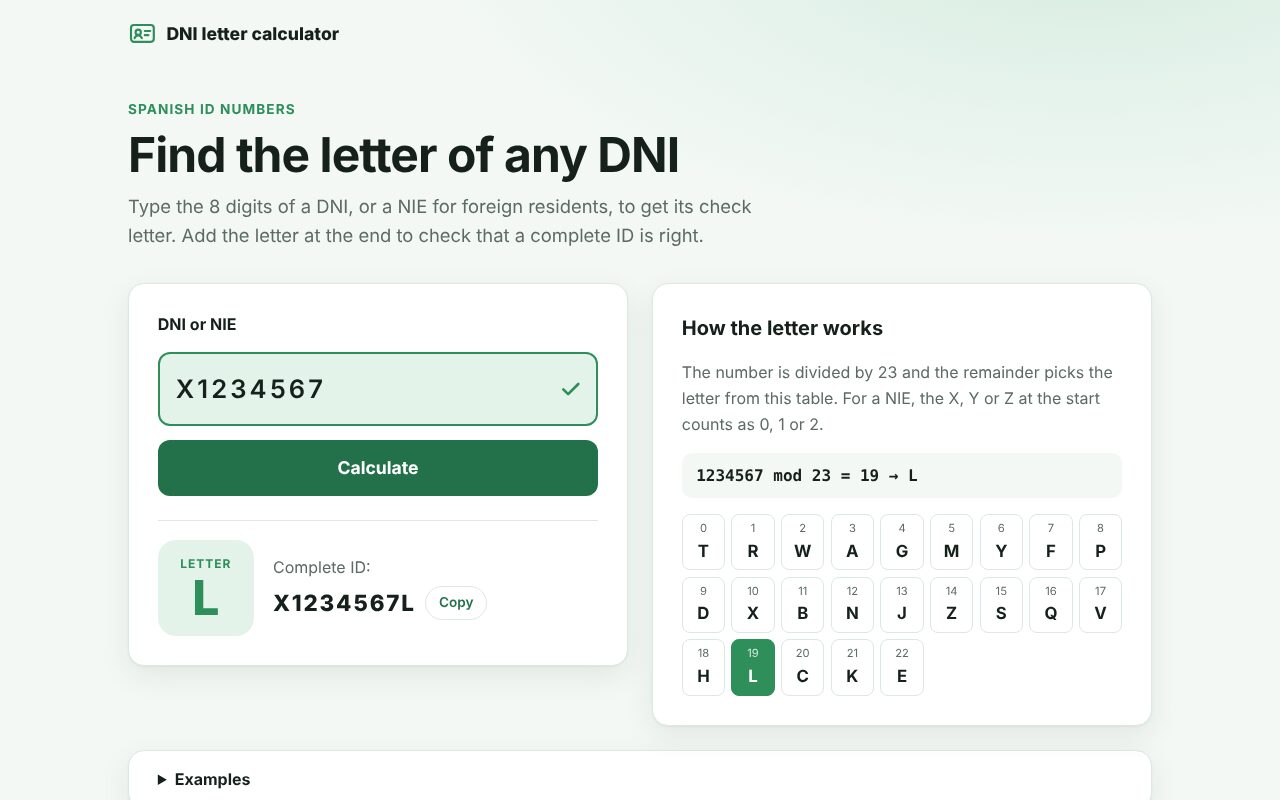 DNI letter calculator
SPANISH ID NUMBERS
Find the letter of any DNI
Type the 8 digits of a DNI, or a NIE for foreign residents, to get its check
letter. Add the letter at the end to check that a complete ID is right.
DNI or NIE
X1234567
Calculate
LETTER
L
Complete ID:
X1234567L Copy
How the letter works
The number is divided by 23 and the remainder picks the
letter from this table. For a NIE, the X, Y or Z at the start
counts as 0, 1 or 2.
1234567 mod 23 = 19 → L
0 1 2 3 4 5 6 7 8
T R W A G M Y F P
9 10 11 12 13 14 15 16 17
D X B N J Z S Q V
18 19 20 21 22
H L C K E
Examples